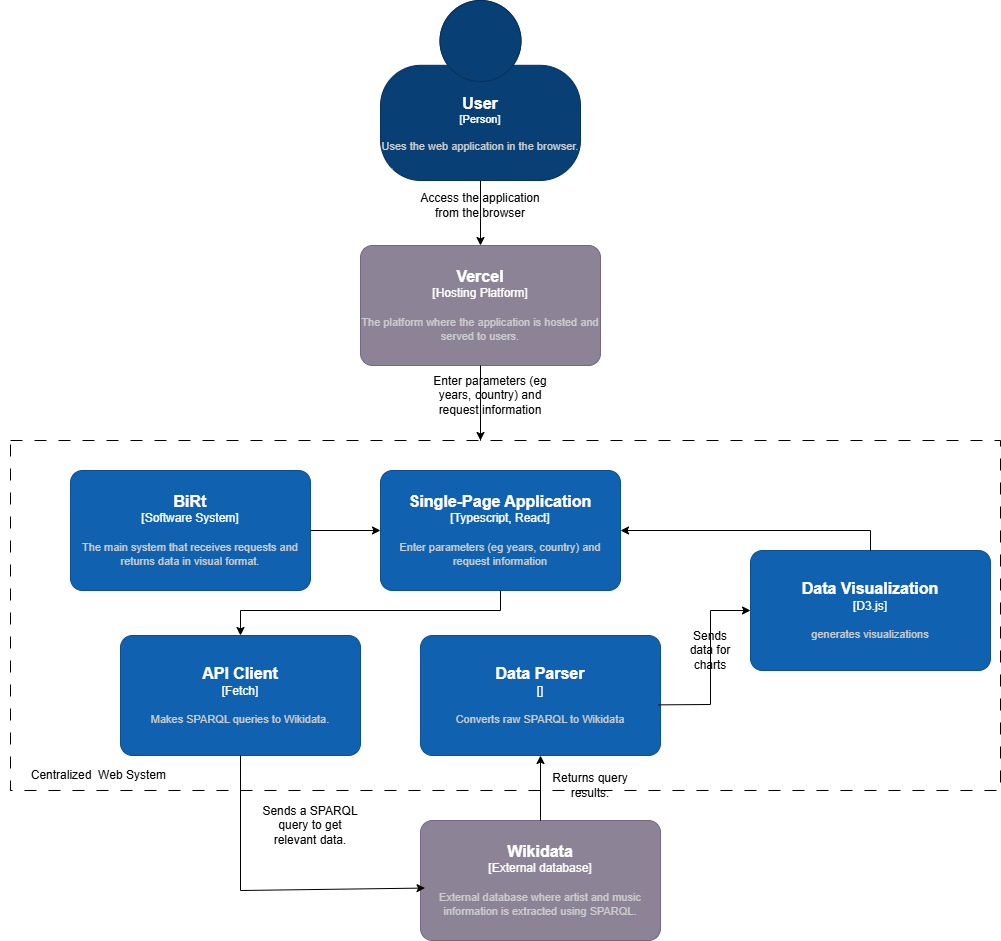 User
[Person]
Uses the web application in the browser.
Access the application
from the browser
Vercel
[Hosting Platform]
The platform where the application is hosted and
served to users.
Enter parameters (eg
years, country) and
request information
BiRt
[Software System]
The main system that receives requests and
returns data in visual format.
Single-Page Application
[Typescript, React]
Enter parameters (eg years, country) and
request information
Data Visualization
[D3.js]
generates visualizations
Sends
data for
charts
API Client
[Fetch]
Makes SPARQL queries to Wikidata.
Data Parser
[]
Converts raw SPARQL to Wikidata
Centralized  Web System
Returns query
results.
Sends a SPARQL
query to get
relevant data.
Wikidata
[External database]
External database where artist and music
information is extracted using SPARQL.